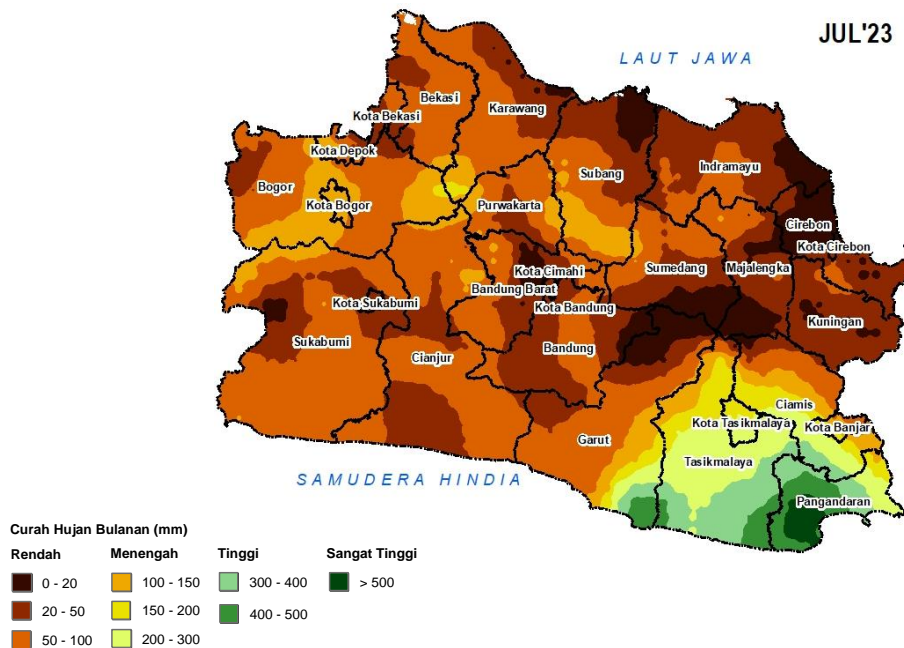 JUL'23
LAUT JAWA
Bekasi
Karawang
Kota Bekasi
Kota Depok
Indramayu
Subang
Bogor
Kota Bogor
Purwakarta
Cirebon
Kota Cirebon
Kota Cimahi
Sumedang
Majalengka
Bandung Barat
Kota Sukabumi
Kota Bandung
Kuningan
Sukabumi
Bandung
Cianjur
Ciamis
Kota Tasikmalaya
Kota Banjar
Garut
Tasikmalaya
SAMUDERA HINDIA
Pangandaran
Curah Hujan Bulanan (mm)
Rendah
0 - 20
20 - 50
50 - 100
Menengah
100 - 150
150 - 200
200 - 300
Tinggi
300 - 400
400 - 500
Sangat Tinggi
> 500